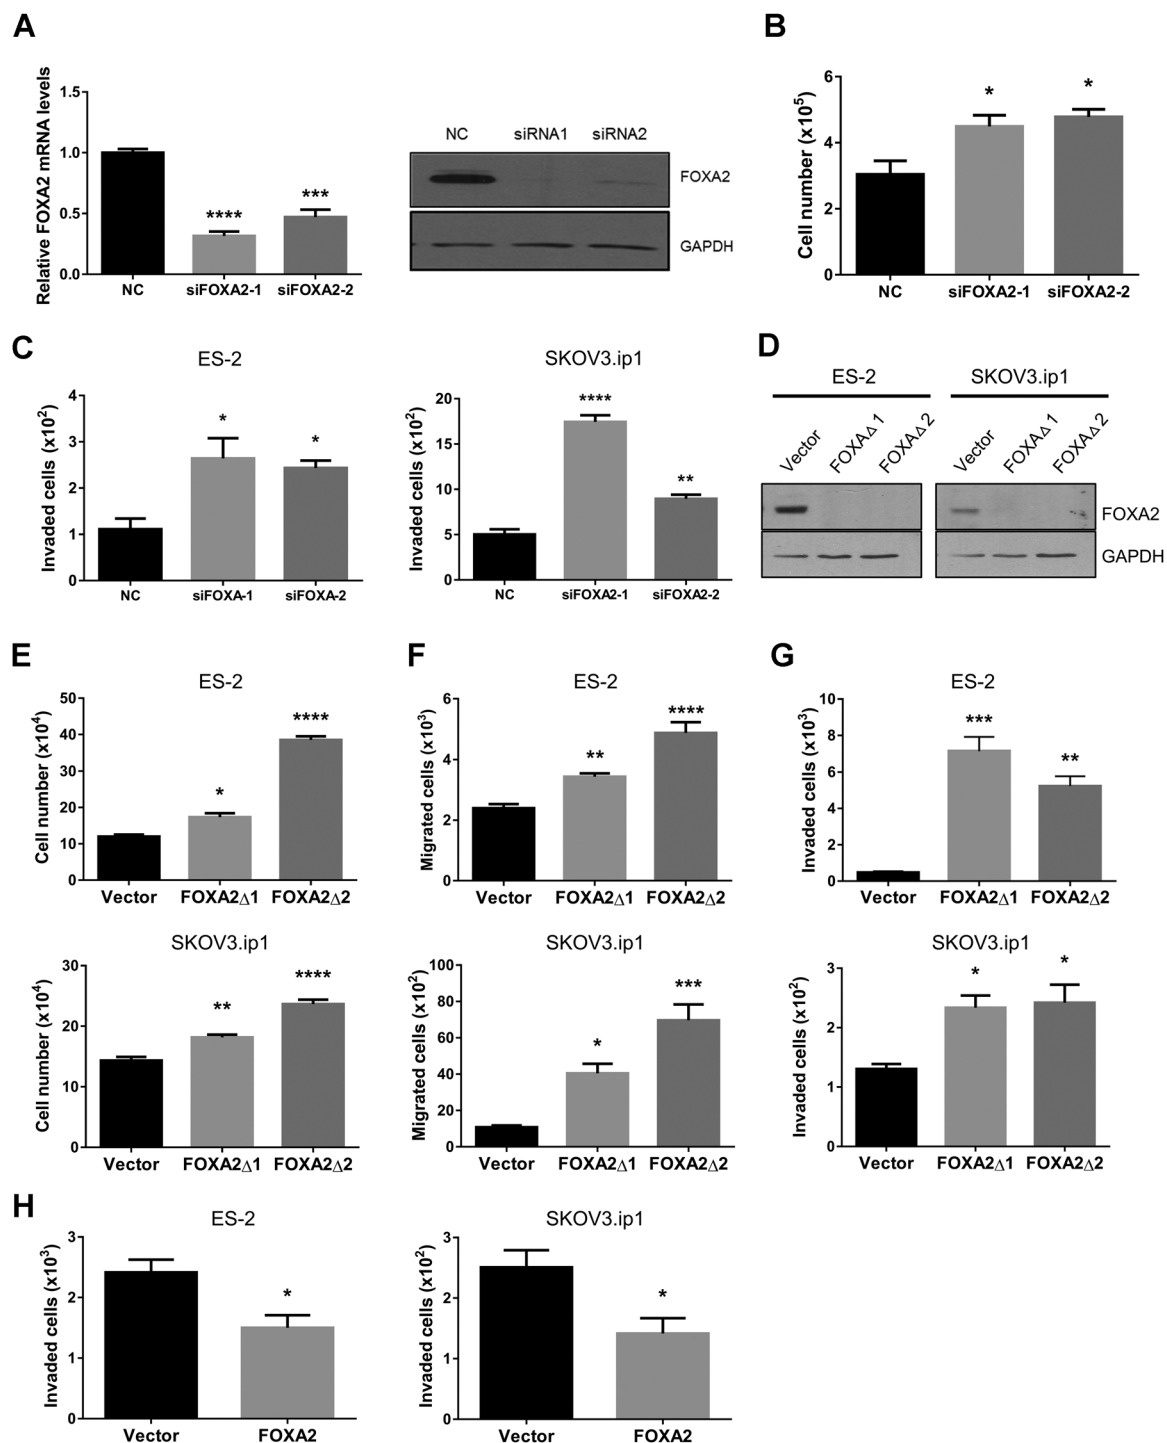 A
Relative FOXA2 mRNA levels
1.5
1.0
0.5
0.0
****
***
NC
siFOXA2-1
siFOXA2-2
NC siRNA1 siRNA2
FOXA2
GAPDH
B
Cell number (x10⁵)
6
4
2
0
*
*
NC
siFOXA2-1
siFOXA2-2
C
ES-2
Invaded cells (x10²)
4
3
2
1
0
*
*
NC
siFOXA-1
siFOXA-2
SKOV3.ip1
Invaded cells (x10²)
20
15
10
5
0
****
**
NC
siFOXA2-1
siFOXA2-2
D
ES-2
SKOV3.ip1
Vector
FOXAΔ1
FOXAΔ2
Vector
FOXAΔ1
FOXAΔ2
FOXA2
GAPDH
E
ES-2
Cell number (x10⁴)
50
40
30
20
10
0
*
****
Vector
FOXA2Δ1
FOXA2Δ2
SKOV3.ip1
Cell number (x10⁴)
30
20
10
0
**
****
Vector
FOXA2Δ1
FOXA2Δ2
F
ES-2
Migrated cells (x10³)
6
4
2
0
**
****
Vector
FOXA2Δ1
FOXA2Δ2
SKOV3.ip1
Migrated cells (x10²)
100
80
60
40
20
0
*
***
Vector
FOXA2Δ1
FOXA2Δ2
G
ES-2
Invaded cells (x10³)
10
8
6
4
2
0
***
**
Vector
FOXA2Δ1
FOXA2Δ2
SKOV3.ip1
Invaded cells (x10²)
3
2
1
0
*
*
Vector
FOXA2Δ1
FOXA2Δ2
H
ES-2
Invaded cells (x10³)
3
2
1
0
*
Vector
FOXA2
SKOV3.ip1
Invaded cells (x10²)
3
2
1
0
*
Vector
FOXA2